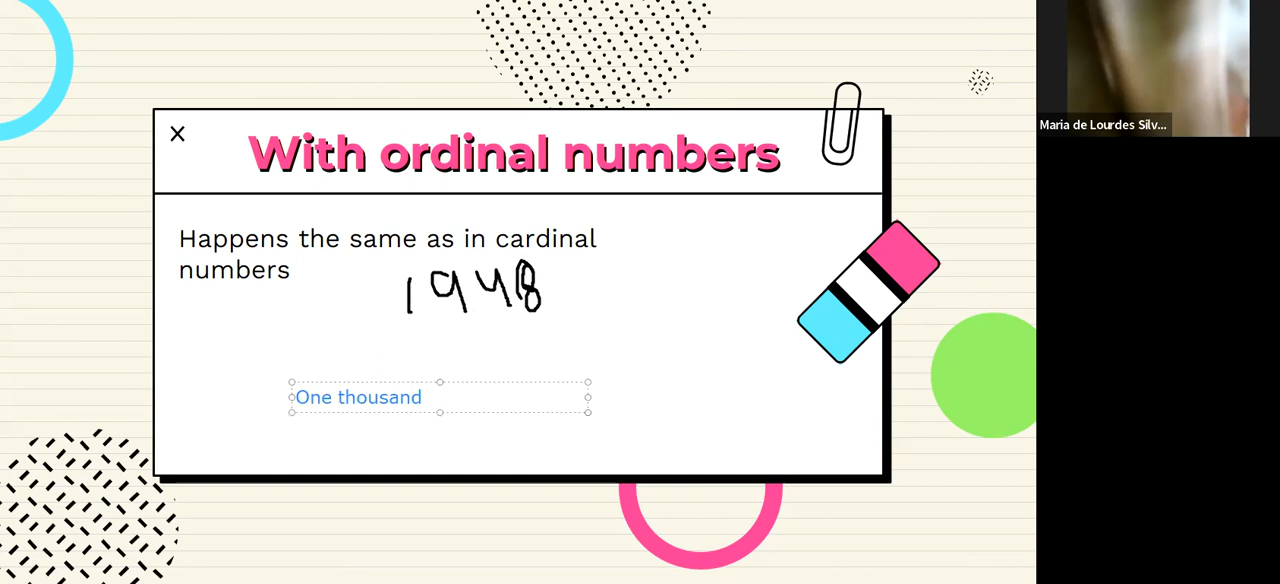 With ordinal numbers
Happens the same as in cardinal
numbers
1948
One thousand
Maria de Lourdes Silv...